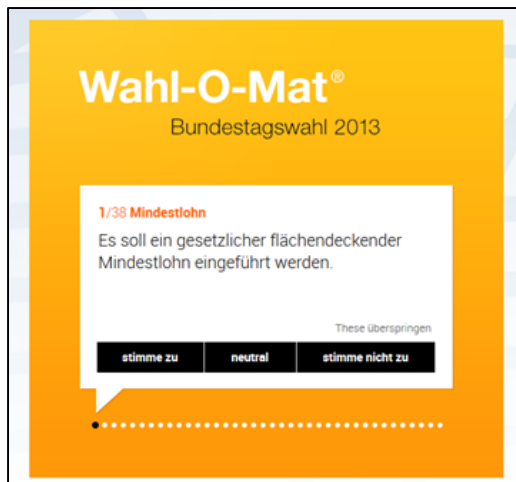 Wahl-O-Mat®
Bundestagswahl 2013
1/38 Mindestlohn
Es soll ein gesetzlicher flächendeckender
Mindestlohn eingeführt werden.
These überspringen
stimme zu neutral stimme nicht zu